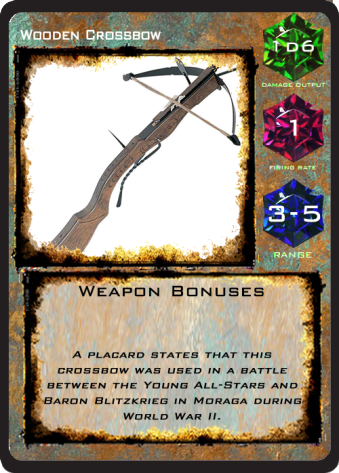 Wooden Crossbow
1d6
Damage Output
1
Firing Rate
3-5
Range
Weapon Bonuses
A placard states that this
crossbow was used in a battle
between the Young All-Stars and
Baron Blitzkrieg in Moraga during
World War II.